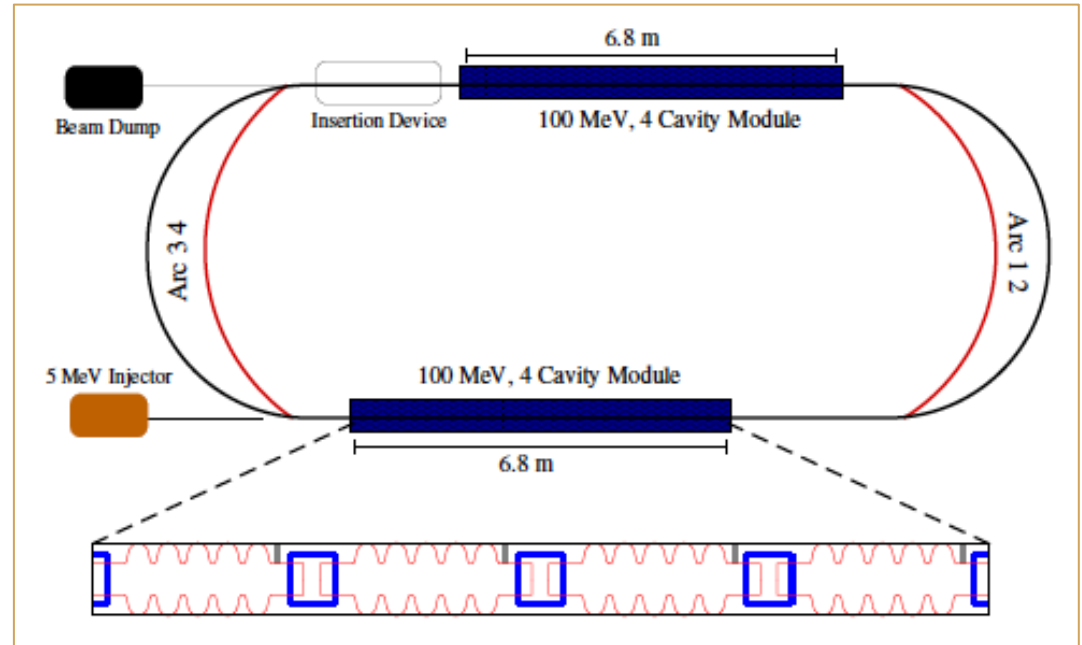 6.8 m
Beam Dump
Insertion Device
100 MeV, 4 Cavity Module
Arc 3 4
Arc 1 2
5 MeV Injector
100 MeV, 4 Cavity Module
6.8 m